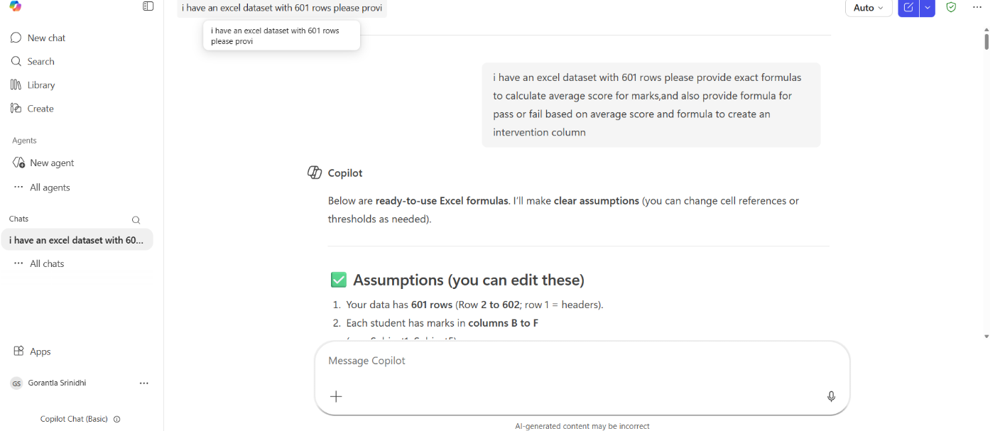 i have an excel dataset with 601 rows please provi
Auto
i have an excel dataset with 601 rows
please provi
New chat
Search
Library
Create
Agents
New agent
All agents
Chats
i have an excel dataset with 60...
All chats
Apps
GS
Gorantla Srinidhi
Copilot Chat (Basic)
i have an excel dataset with 601 rows please provide exact formulas
to calculate average score for marks,and also provide formula for
pass or fail based on average score and formula to create an
intervention column
Copilot
Below are ready-to-use Excel formulas. I'll make clear assumptions (you can change cell references or
thresholds as needed).
Assumptions (you can edit these)
1. Your data has 601 rows (Row 2 to 602; row 1 = headers).
2. Each student has marks in columns B to F
Message Copilot
AI-generated content may be incorrect